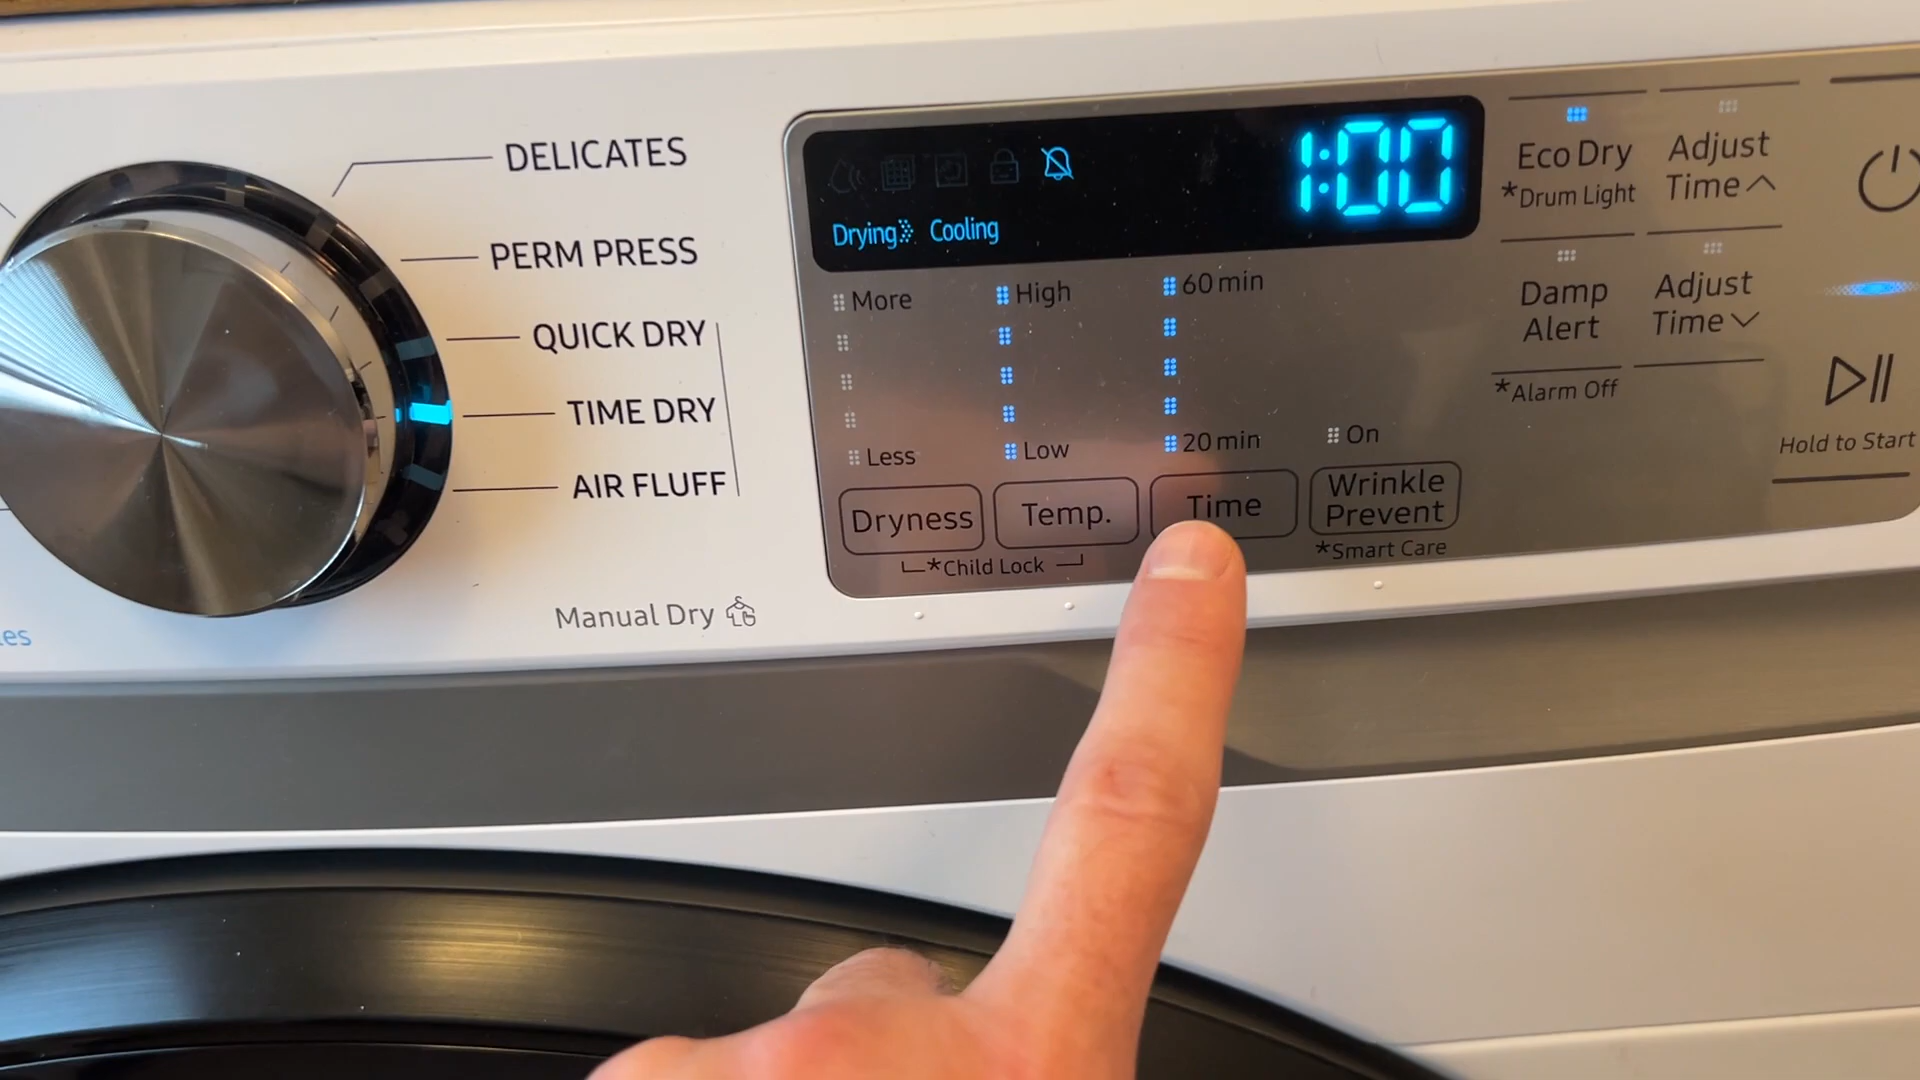 DELICATES
PERM PRESS
QUICK DRY
TIME DRY
AIR FLUFF
Manual Dry
es
1:00
Drying Cooling
More
Less
High
Low
60 min
20 min
On
Dryness
Temp.
Time
Wrinkle
Prevent
*Child Lock
*Smart Care
Eco Dry
*Drum Light
Adjust
Time
Damp
Alert
*Alarm Off
Adjust
Time
Hold to Start